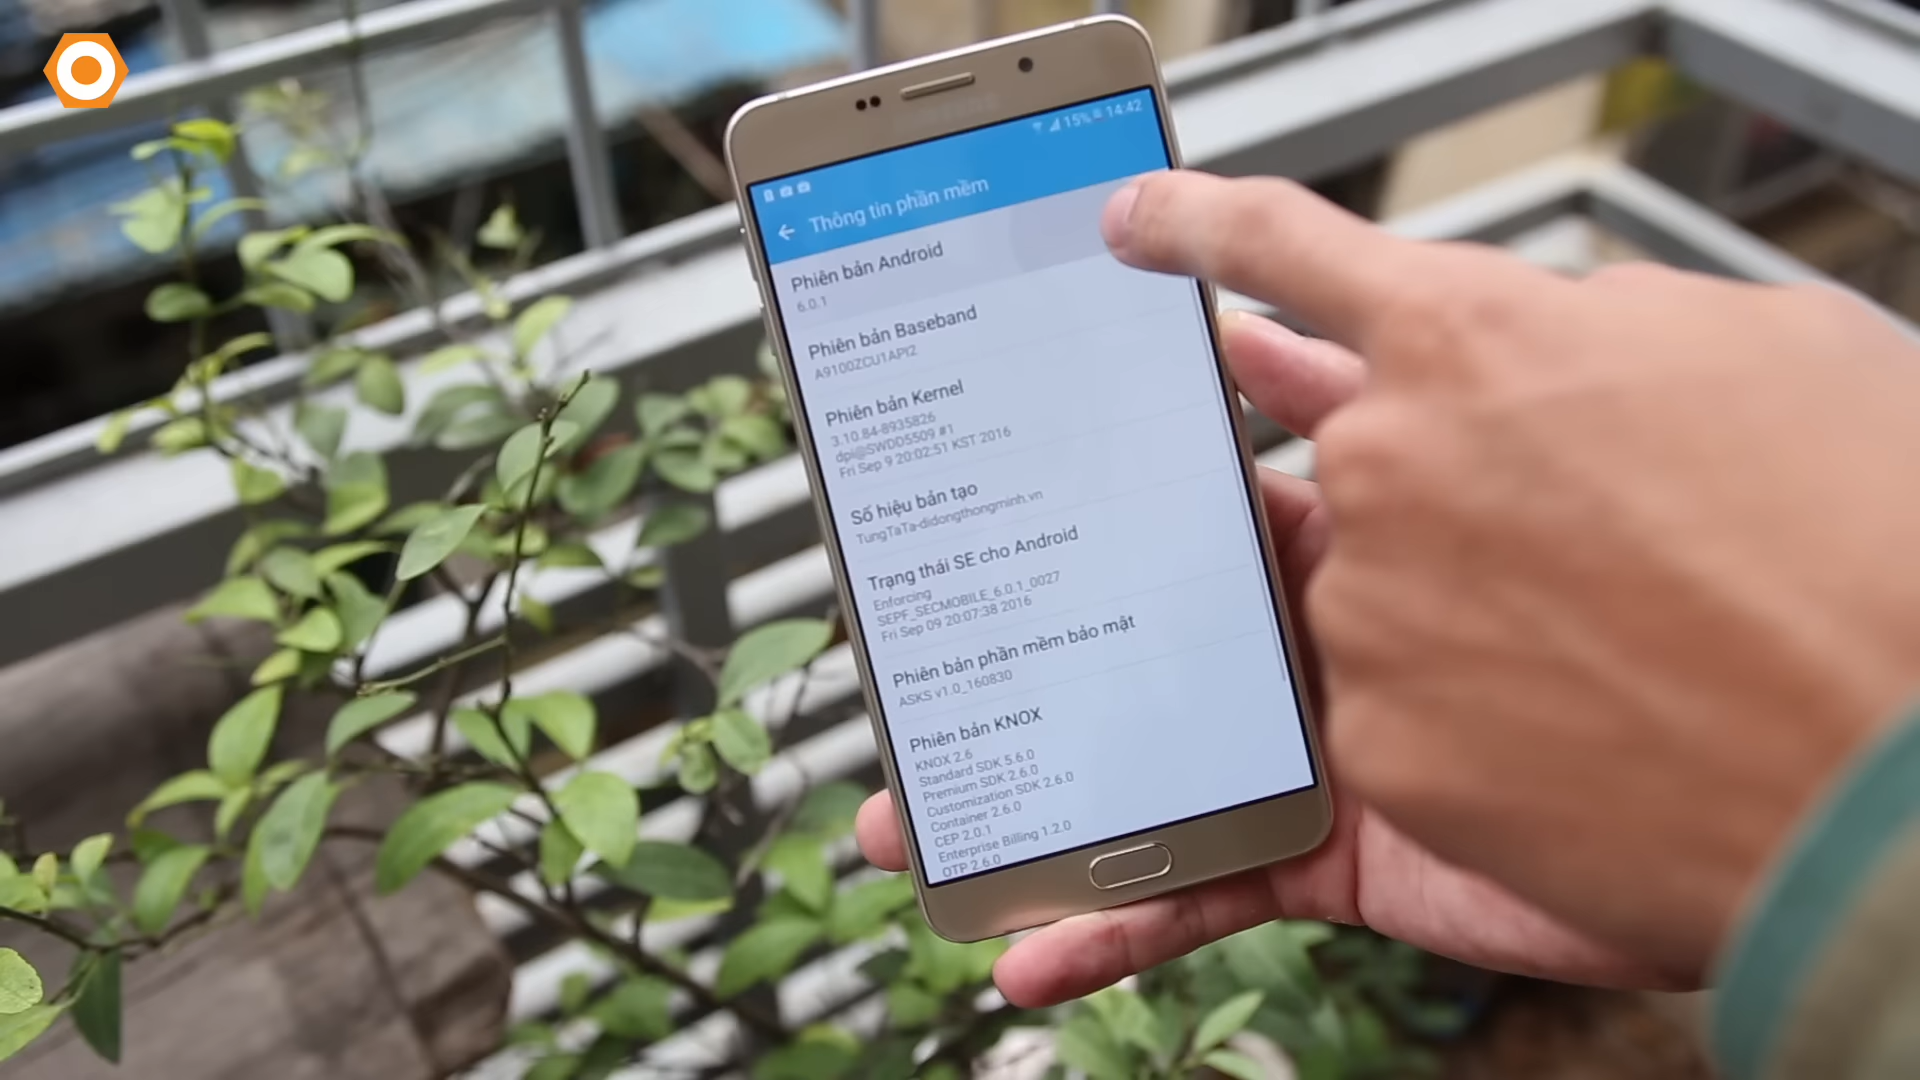 SAMSUNG
15% 14:42
Thông tin phần mềm
Phiên bản Android
6.0.1
Phiên bản Baseband
A9100ZCU1API2
Phiên bản Kernel
3.10.84-8935826
dpi@SWDD5509 #1
Fri Sep 9 20:02:51 KST 2016
Số hiệu bản tạo
TungTaTa-didongthongminh.vn
Trạng thái SE cho Android
Enforcing
SEPF_SECMOBILE_6.0.1_0027
Fri Sep 09 20:07:38 2016
Phiên bản phần mềm bảo mật
ASKS v1.0_160830
Phiên bản KNOX
KNOX 2.6
Standard SDK 5.6.0
Premium SDK 2.6.0
Customization SDK 2.6.0
Container 2.6.0
CEP 2.0.1
Enterprise Billing 1.2.0
OTP 2.6.0